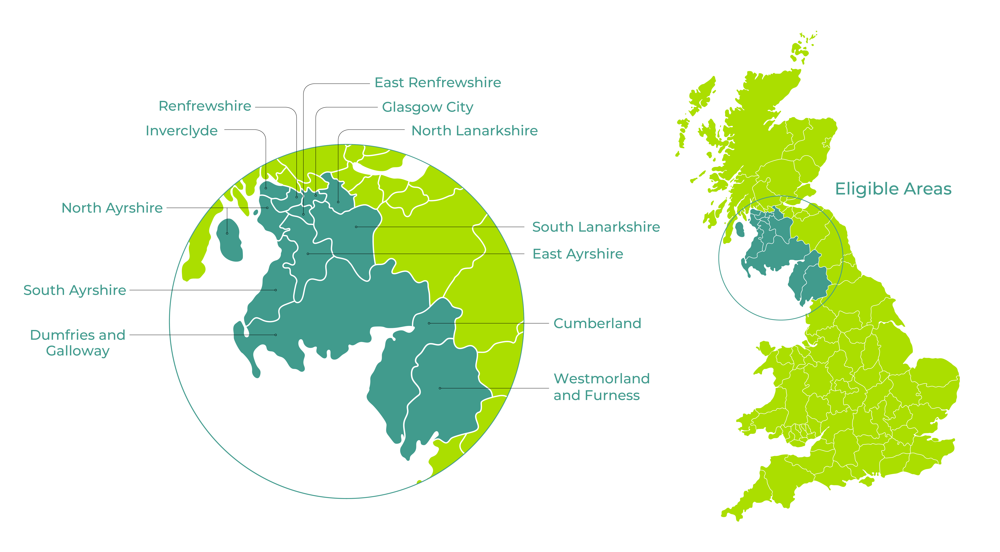 East Renfrewshire
Renfrewshire
Glasgow City
Inverclyde
North Lanarkshire
Eligible Areas
North Ayrshire
South Lanarkshire
East Ayrshire
South Ayrshire
Cumberland
Dumfries and
Galloway
Westmorland
and Furness